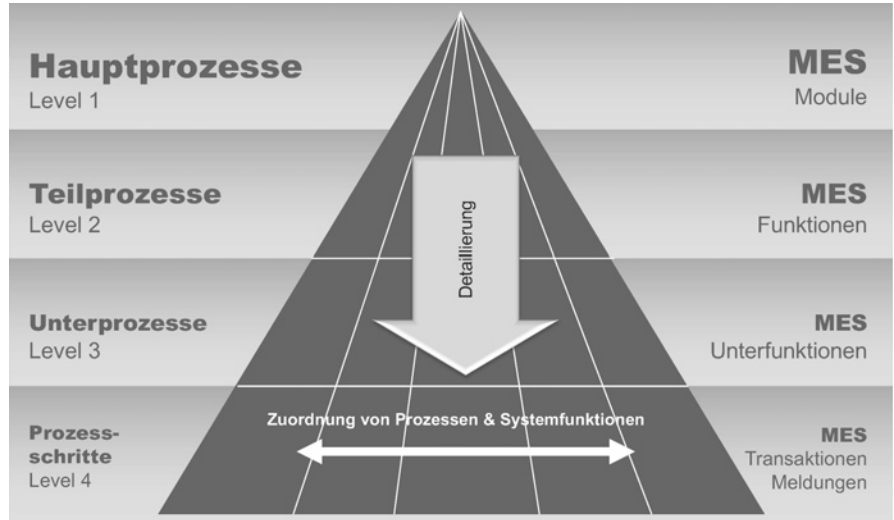 Hauptprozesse
Level 1
MES
Module
Teilprozesse
Level 2
MES
Funktionen
Detaillierung
Unterprozesse
Level 3
MES
Unterfunktionen
Zuordnung von Prozessen & Systemfunktionen
Prozess-
schritte
Level 4
MES
Transaktionen
Meldungen